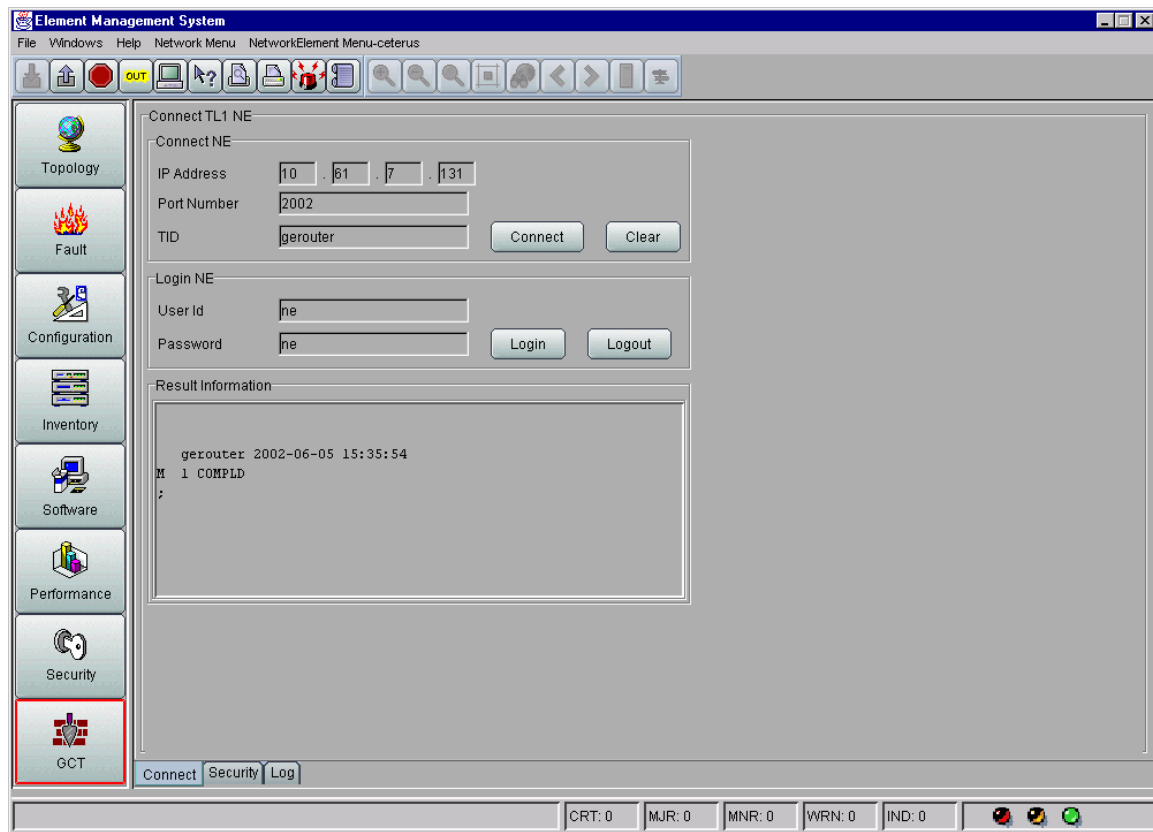 Element Management System
File Windows Help Network Menu NetworkElement Menu-ceterus
OUT
Topology
Fault
Configuration
Inventory
Software
Performance
Security
GCT
Connect TL1 NE
Connect NE
IP Address 10 . 61 . 7 . 131
Port Number 2002
TID gerouter Connect Clear
Login NE
User Id ne
Password ne Login Logout
Result Information
gerouter 2002-06-05 15:35:54
M 1 COMPLD
;
Connect Security Log
CRT: 0 MJR: 0 MNR: 0 WRN: 0 IND: 0